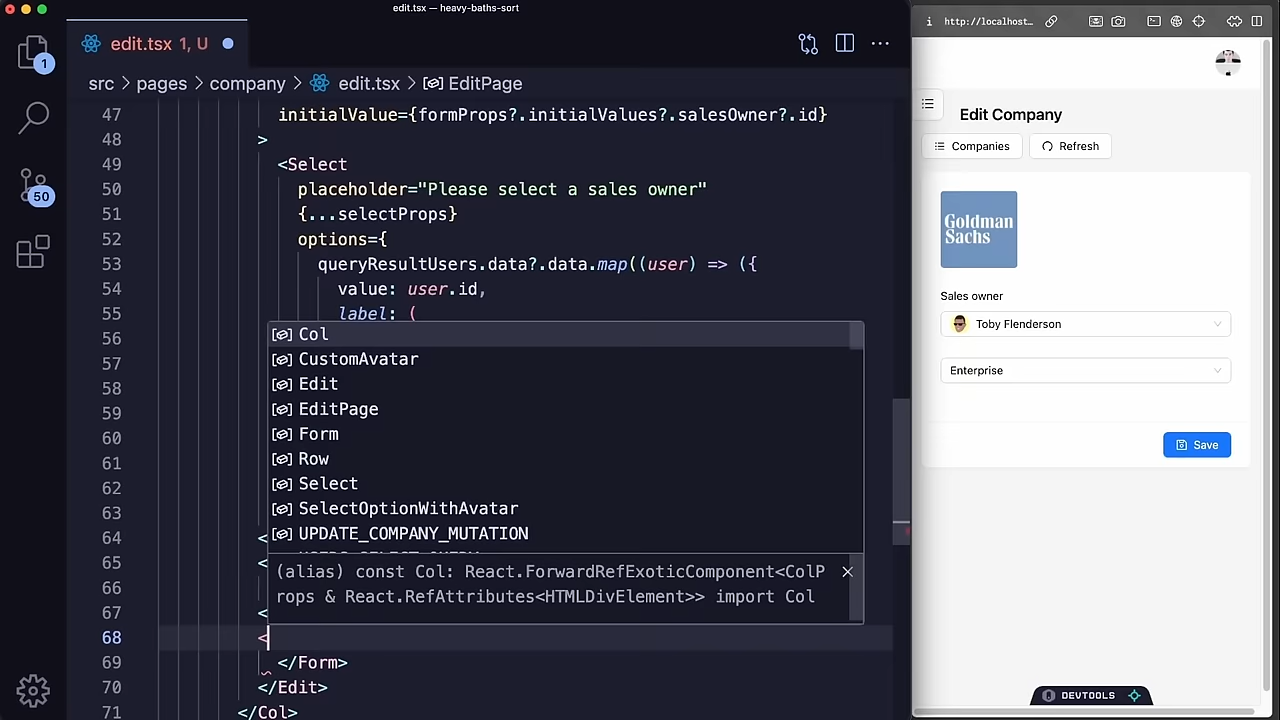 edit.tsx — heavy-baths-sort
edit.tsx 1, U
src > pages > company > edit.tsx > EditPage
1
50
47 initialValue={formProps?.initialValues?.salesOwner?.id}
48 >
49 <Select
50 placeholder="Please select a sales owner"
51 {...selectProps}
52 options={
53 queryResultUsers.data?.data.map((user) => ({
54 value: user.id,
55 label: (
56 Col
57 CustomAvatar
58 Edit
59 EditPage
60 Form
61 Row
62 Select
63 SelectOptionWithAvatar
64 < UPDATE_COMPANY_MUTATION
65 <
66 (alias) const Col: React.ForwardRefExoticComponent<ColP
67 < rops & React.RefAttributes<HTMLDivElement>> import Col
68 <
69 </Form>
70 </Edit>
71 </Col>
http://localhost...
Edit Company
Companies
Refresh
Goldman
Sachs
Sales owner
Toby Flenderson
Enterprise
Save
DEVTOOLS